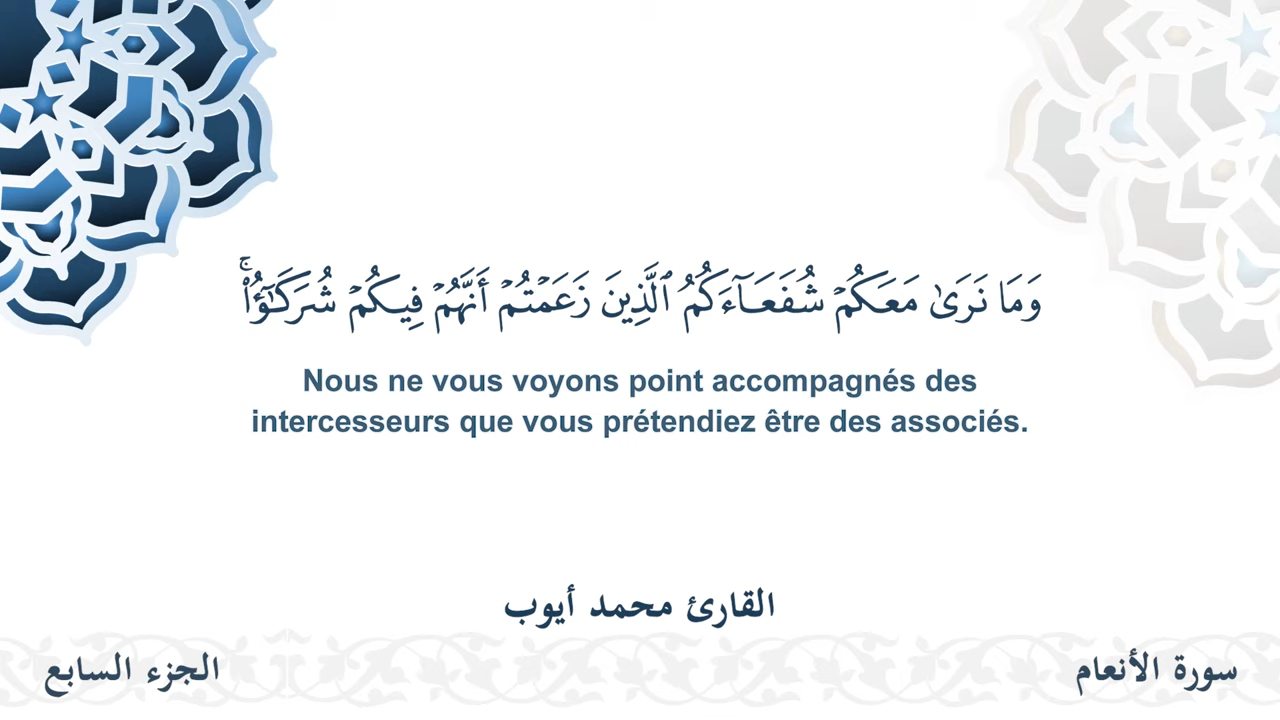 وَمَا نَرَىٰ مَعَكُمْ شُفَعَآءَكُمُ ٱلَّذِينَ زَعَمْتُمْ أَنَّهُمْ فِيكُمْ شُرَكَـٰٓؤُا۟ ۚ
Nous ne vous voyons point accompagnés des
intercesseurs que vous prétendiez être des associés.
القارئ محمد أيوب
سورة الأنعام
الجزء السابع